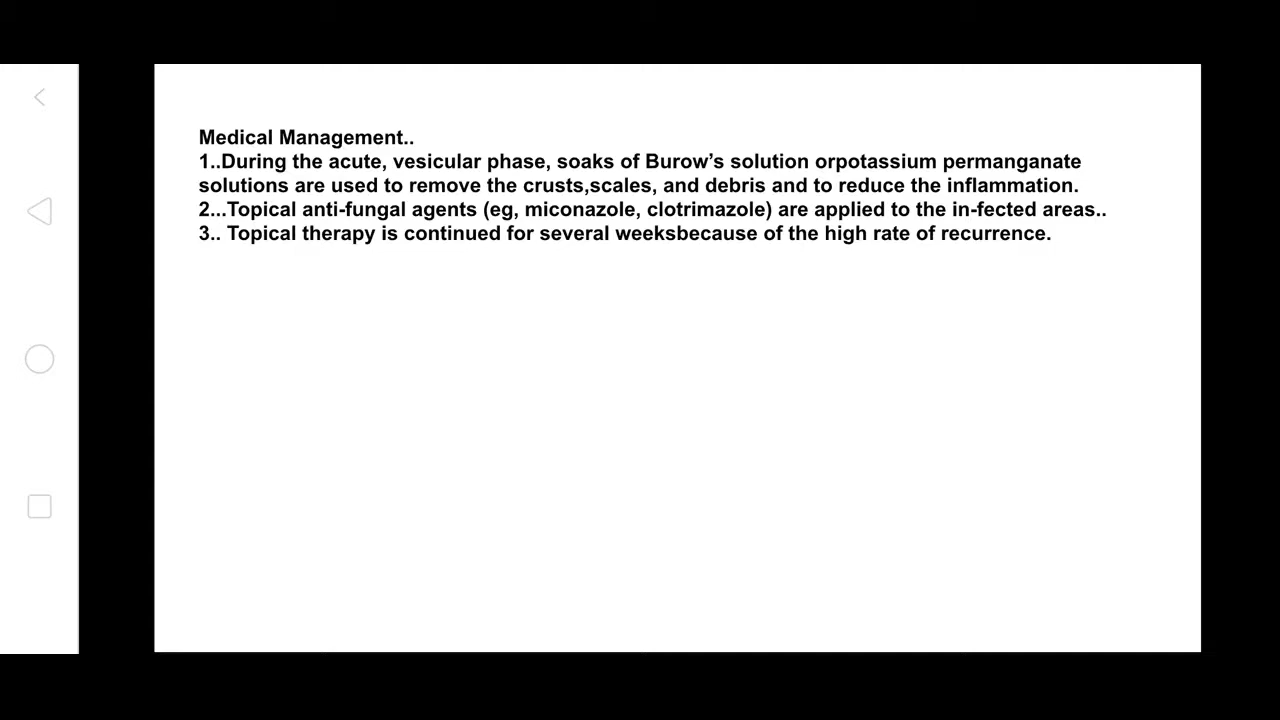 Medical Management..
1..During the acute, vesicular phase, soaks of Burow’s solution orpotassium permanganate
solutions are used to remove the crusts,scales, and debris and to reduce the inflammation.
2...Topical anti-fungal agents (eg, miconazole, clotrimazole) are applied to the in-fected areas..
3.. Topical therapy is continued for several weeksbecause of the high rate of recurrence.